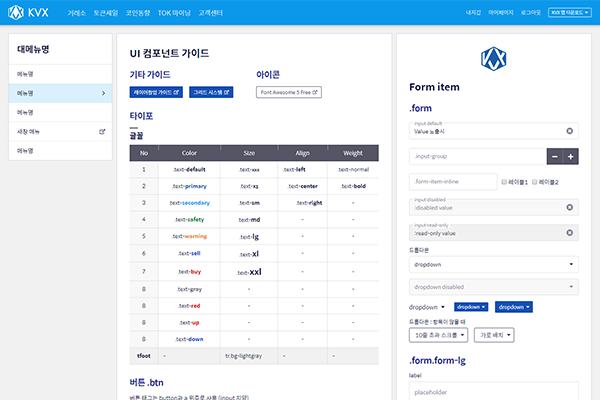 KVX 거래소 토큰세일 코인동향 TOK 마이닝 고객센터 내지갑 마이페이지 로그아웃 KVX 앱 다운로드
대메뉴명
메뉴명
메뉴명
메뉴명
새창 메뉴
메뉴명
UI 컴포넌트 가이드
기타 가이드 아이콘
레이어팝업 가이드 그리드 시스템 Font Awesome 5 Free
타이포
글꼴
No Color Size Align Weight
1 .text-default .text-xxs .text-left .text-normal
2 .text-primary .text-xs .text-center .text-bold
3 .text-secondary .text-sm .text-right -
4 .text-safety .text-md - -
5 .text-warning .text-lg - -
6 .text-sell .text-xl - -
7 .text-buy .text-xxl - -
8 .text-gray - - -
8 .text-red - - -
8 .text-up - - -
8 .text-down - - -
tfoot - tr.bg-lightgray - -
버튼 .btn
버튼 태그는 button과 a 위주로 사용 (input 지양)
Form item
.form
input default
Value 노출시
.input-group
.form-item-inline 레이블1 레이블2
input disabled
:disabled value
input read-only
:read-only value
드롭다운
dropdown
dropdown disabled
dropdown dropdown dropdown
드롭다운 : 항목이 많을 때
10줄 초과 스크롤 가로 배치
.form.form-lg
label
placeholder